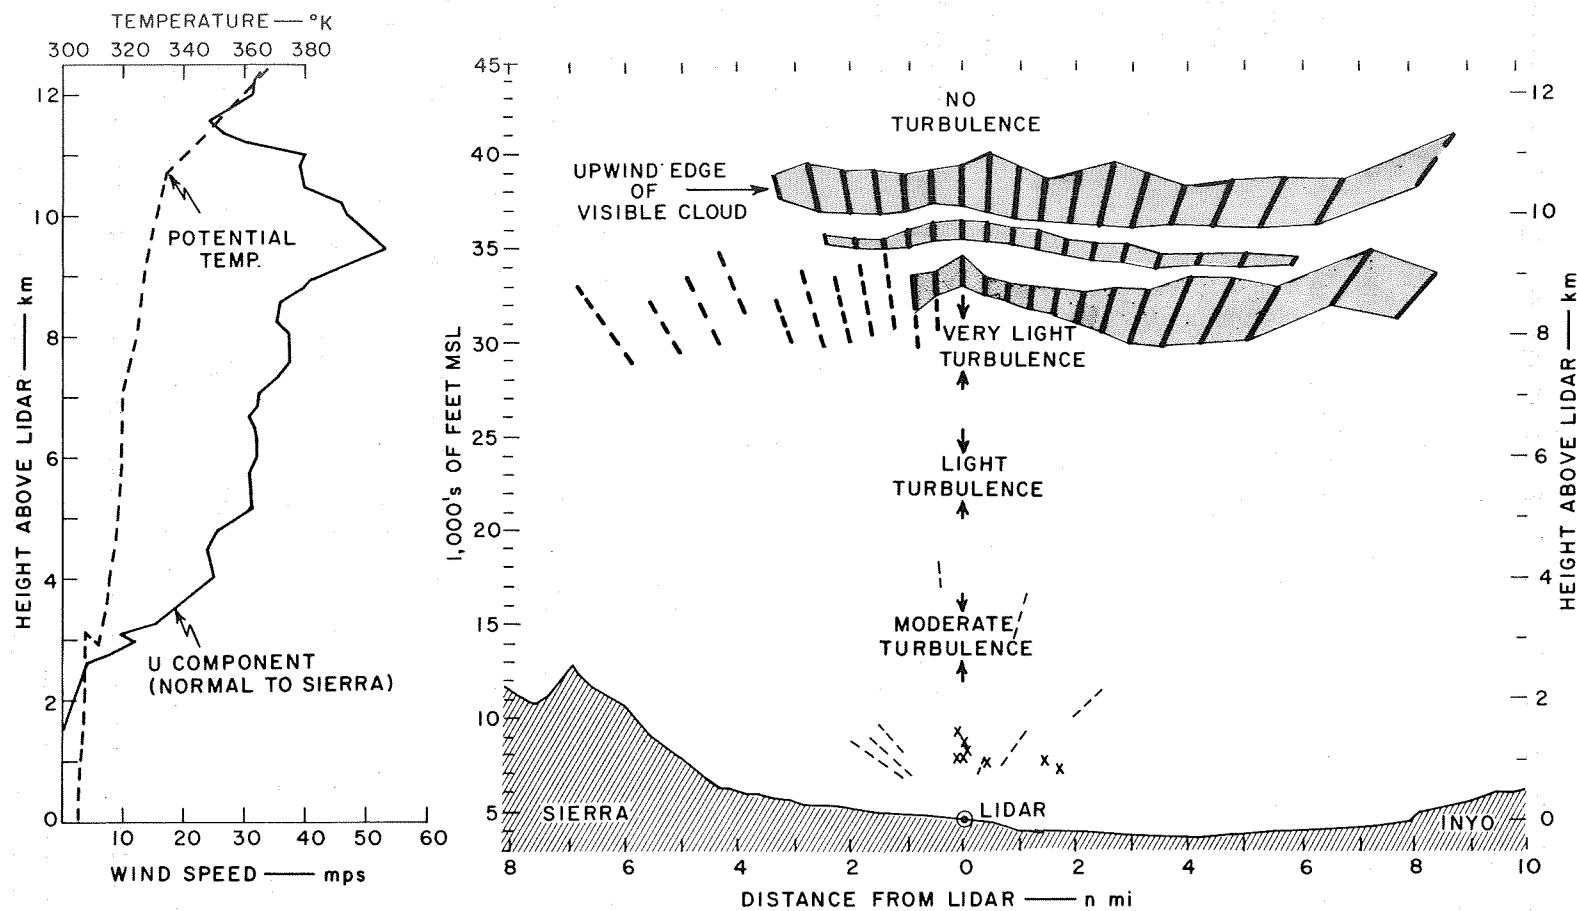 TEMPERATURE — °K
300 320 340 360 380
12
10
8
6
4
2
0
HEIGHT ABOVE LIDAR — km
POTENTIAL
TEMP.
U COMPONENT
(NORMAL TO SIERRA)
10 20 30 40 50 60
WIND SPEED — mps
45
40
35
30
25
20
15
10
5
1,000's OF FEET MSL
NO
TURBULENCE
UPWIND EDGE
OF
VISIBLE CLOUD
VERY LIGHT
TURBULENCE
LIGHT
TURBULENCE
MODERATE
TURBULENCE
x
x
x
x x
x
x
x
SIERRA
LIDAR
INYO
12
10
8
6
4
2
0
HEIGHT ABOVE LIDAR — km
8 6 4 2 0 2 4 6 8 10
DISTANCE FROM LIDAR — n mi